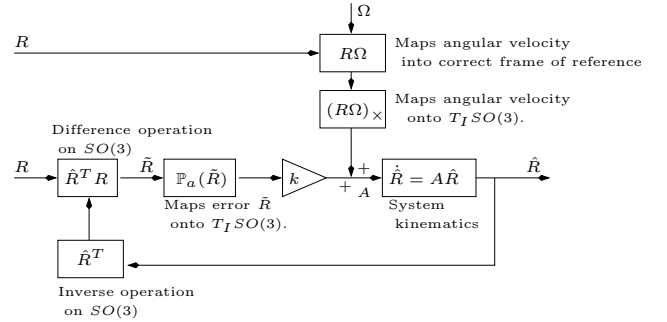 Ω
R
RΩ
Maps angular velocity
into correct frame of reference
(RΩ)×
Maps angular velocity
onto T_I SO(3).
Difference operation
on SO(3)
R
R̂^T R
R̃
ℙ_a(R̃)
Maps error R̃
onto T_I SO(3).
k
+
+
A
Ṙ̂ = AR̂
System
kinematics
R̂
R̂^T
Inverse operation
on SO(3)